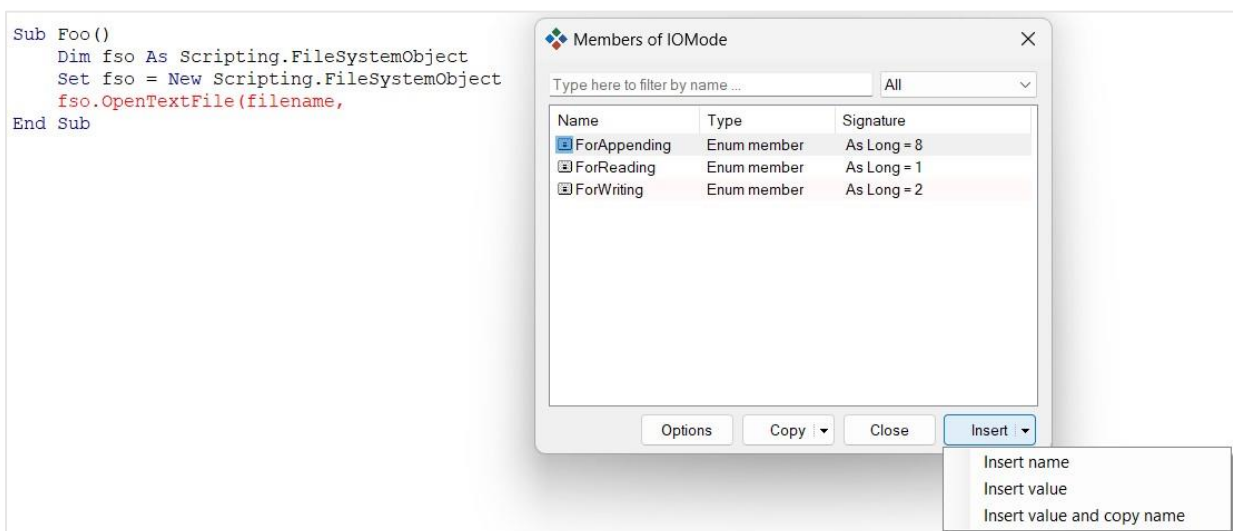 Sub Foo()
Dim fso As Scripting.FileSystemObject
Set fso = New Scripting.FileSystemObject
fso.OpenTextFile(filename,
End Sub
Members of IOMode
Type here to filter by name ... All
Name Type Signature
ForAppending Enum member As Long = 8
ForReading Enum member As Long = 1
ForWriting Enum member As Long = 2
Options Copy Close Insert
Insert name
Insert value
Insert value and copy name